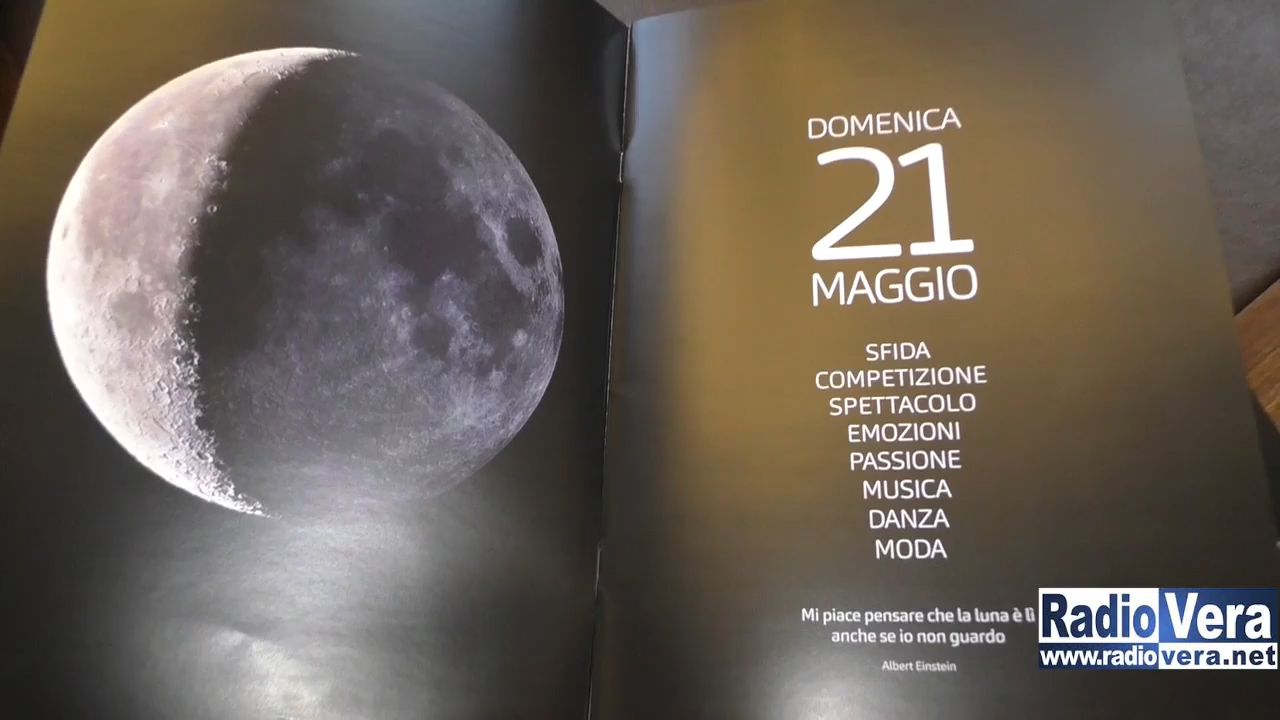 DOMENICA
21
MAGGIO
SFIDA
COMPETIZIONE
SPETTACOLO
EMOZIONI
PASSIONE
MUSICA
DANZA
MODA
Mi piace pensare che la luna è lì
anche se io non guardo
Albert Einstein
Radio Vera
www.radiovera.net